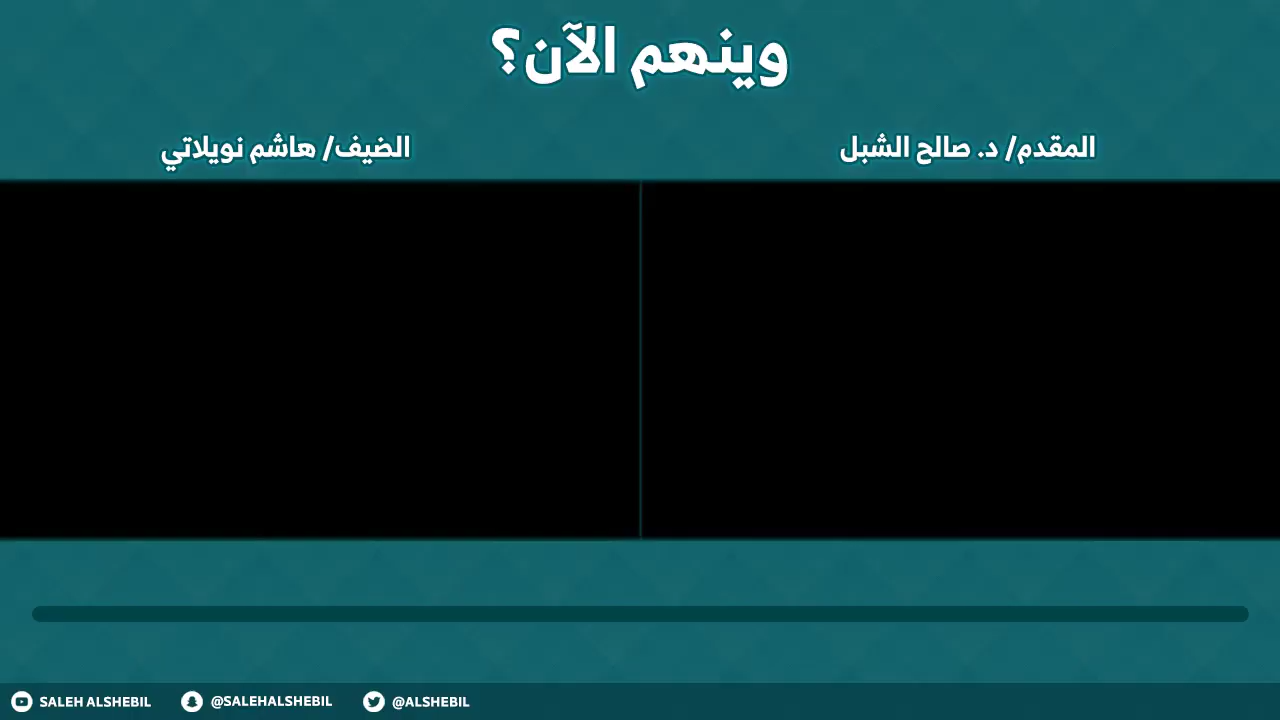 وينهم الآن؟
المقدم/ د. صالح الشبل
الضيف/ هاشم نويلاتي
SALEH ALSHEBIL
@SALEHALSHEBIL
@ALSHEBIL